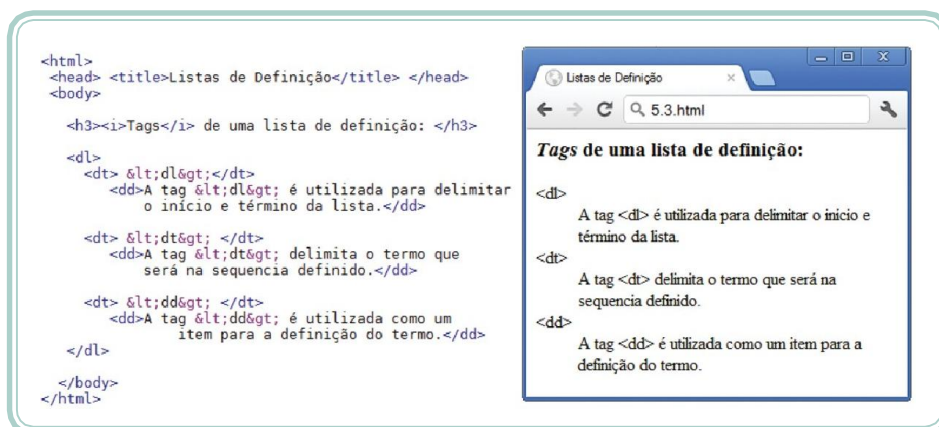 <html>
<head> <title>Listas de Definição</title> </head>
<body>
<h3><i>Tags</i> de uma lista de definição: </h3>
<dl>
<dt> &lt;dl&gt;</dt>
<dd>A tag &lt;dl&gt; é utilizada para delimitar
o início e término da lista.</dd>
<dt> &lt;dt&gt; </dt>
<dd>A tag &lt;dt&gt; delimita o termo que
será na sequencia definido.</dd>
<dt> &lt;dd&gt; </dt>
<dd>A tag &lt;dd&gt; é utilizada como um
item para a definição do termo.</dd>
</dl>
</body>
</html>
Listas de Definição
5.3.html
Tags de uma lista de definição:
<dl>
A tag <dl> é utilizada para delimitar o inicio e
término da lista.
<dt>
A tag <dt> delimita o termo que será na
sequencia definido.
<dd>
A tag <dd> é utilizada como um item para a
definição do termo.